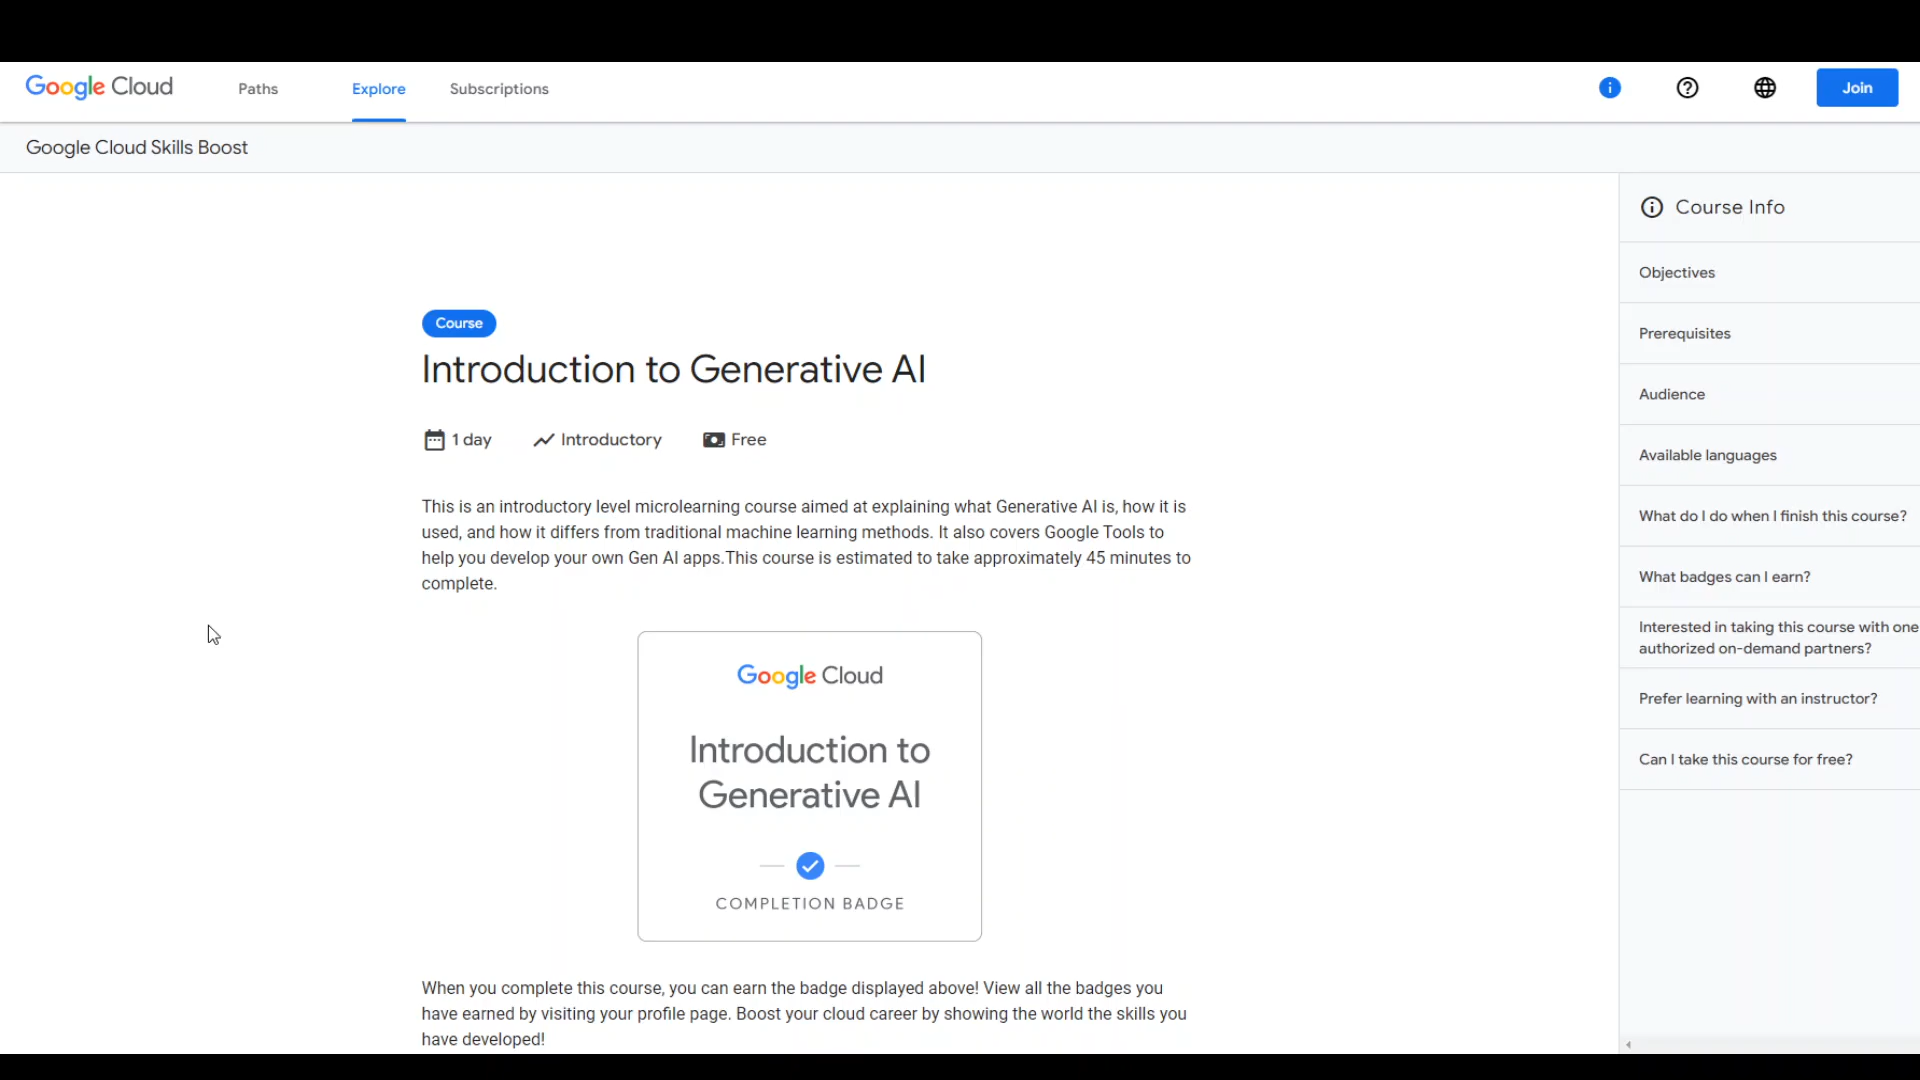 Google Cloud Paths Explore Subscriptions Join
Google Cloud Skills Boost
Course Info
Objectives
Prerequisites
Audience
Available languages
What do I do when I finish this course?
What badges can I earn?
Interested in taking this course with one
authorized on-demand partners?
Prefer learning with an instructor?
Can I take this course for free?
Course
Introduction to Generative AI
1 day Introductory Free
This is an introductory level microlearning course aimed at explaining what Generative AI is, how it is
used, and how it differs from traditional machine learning methods. It also covers Google Tools to
help you develop your own Gen AI apps.This course is estimated to take approximately 45 minutes to
complete.
Google Cloud
Introduction to
Generative AI
COMPLETION BADGE
When you complete this course, you can earn the badge displayed above! View all the badges you
have earned by visiting your profile page. Boost your cloud career by showing the world the skills you
have developed!